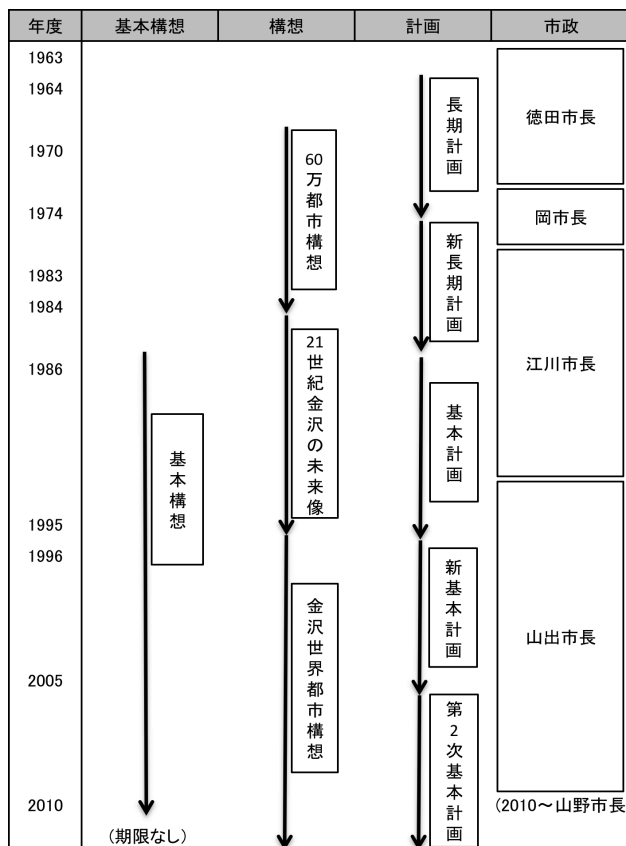 年度 基本構想 構想 計画 市政
1963
1964
1970
1974
1983
1984
1986
1995
1996
2005
2010
基本構想
(期限なし)
60万都市構想
21世紀金沢の未来像
金沢世界都市構想
長期計画
新長期計画
基本計画
新基本計画
第2次基本計画
徳田市長
岡市長
江川市長
山出市長
(2010～山野市長